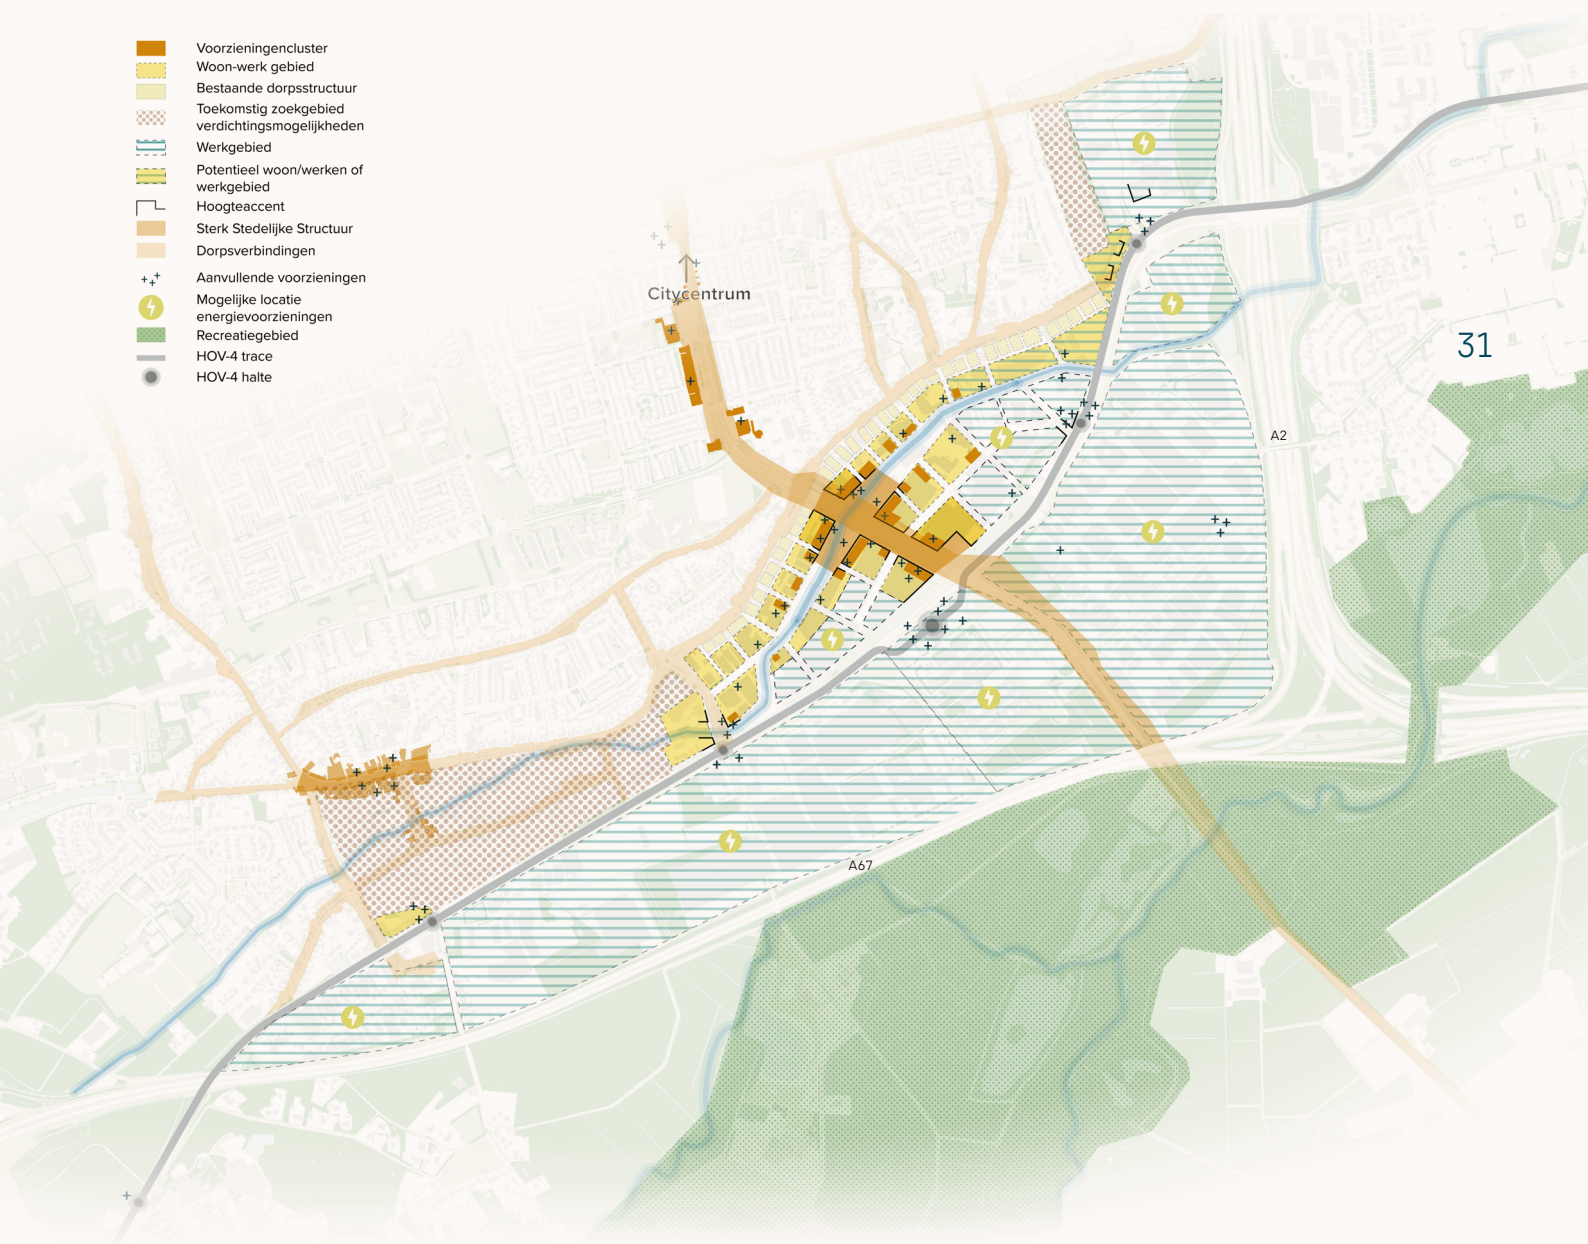 Voorzieningencluster
Woon-werk gebied
Bestaande dorpsstructuur
Toekomstig zoekgebied
verdichtingsmogelijkheden
Werkgebied
Potentieel woon/werken of
werkgebied
Hoogteaccent
Sterk Stedelijke Structuur
Dorpsverbindingen
Aanvullende voorzieningen
Mogelijke locatie
energievoorzieningen
Recreatiegebied
HOV-4 trace
HOV-4 halte
Citycentrum
31
A2
A67